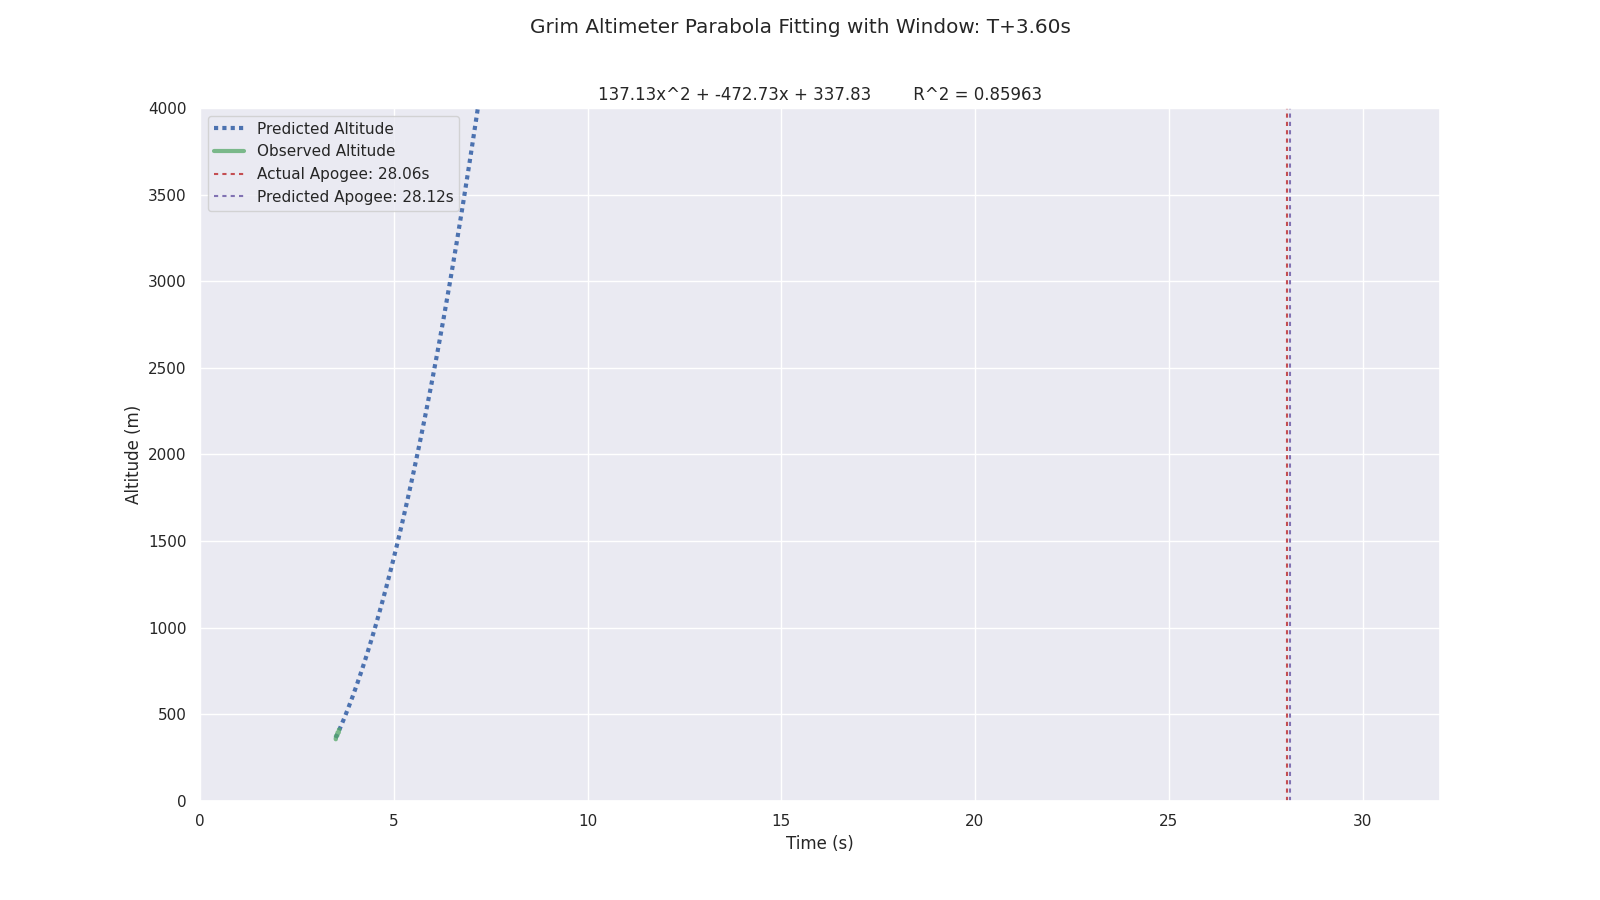 Grim Altimeter Parabola Fitting with Window: T+3.60s
137.13x^2 + -472.73x + 337.83 R^2 = 0.85963
Predicted Altitude
Observed Altitude
Actual Apogee: 28.06s
Predicted Apogee: 28.12s
4000
3500
3000
2500
2000
1500
1000
500
0
Altitude (m)
0 5 10 15 20 25 30
Time (s)